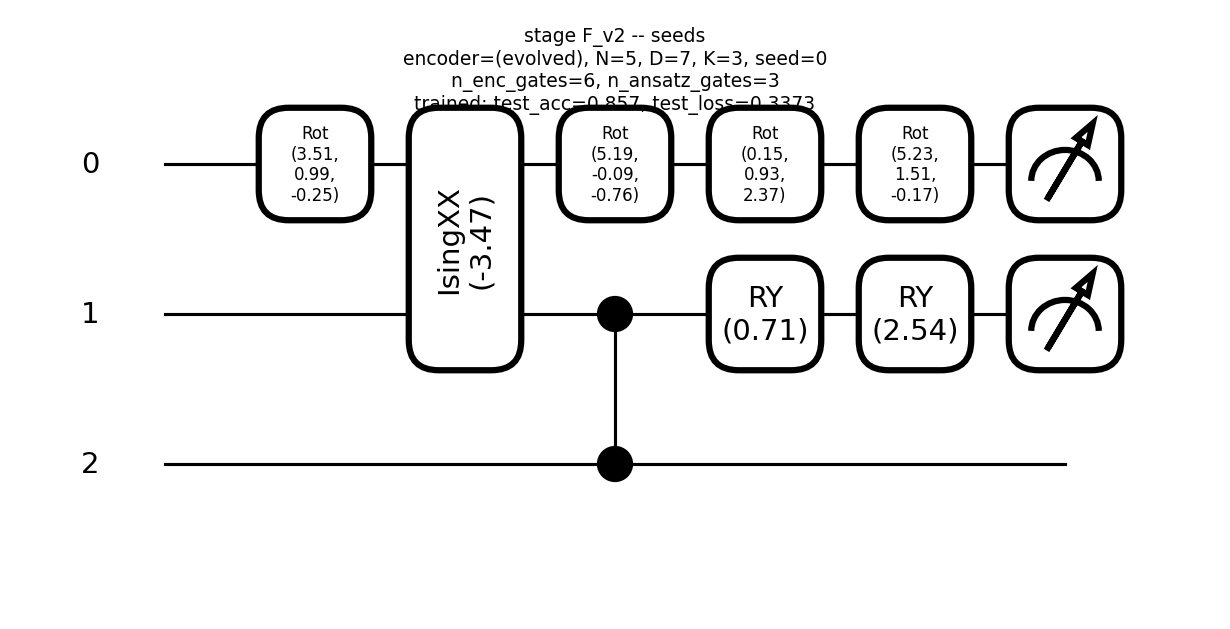 stage F_v2 -- seeds
encoder=(evolved), N=5, D=7, K=3, seed=0
n_enc_gates=6, n_ansatz_gates=3
trained: test_acc=0.857, test_loss=0.3373
0
Rot
(3.51,
0.99,
-0.25)
IsingXX
(-3.47)
Rot
(5.19,
-0.09,
-0.76)
Rot
(0.15,
0.93,
2.37)
Rot
(5.23,
1.51,
-0.17)
1
RY
(0.71)
RY
(2.54)
2